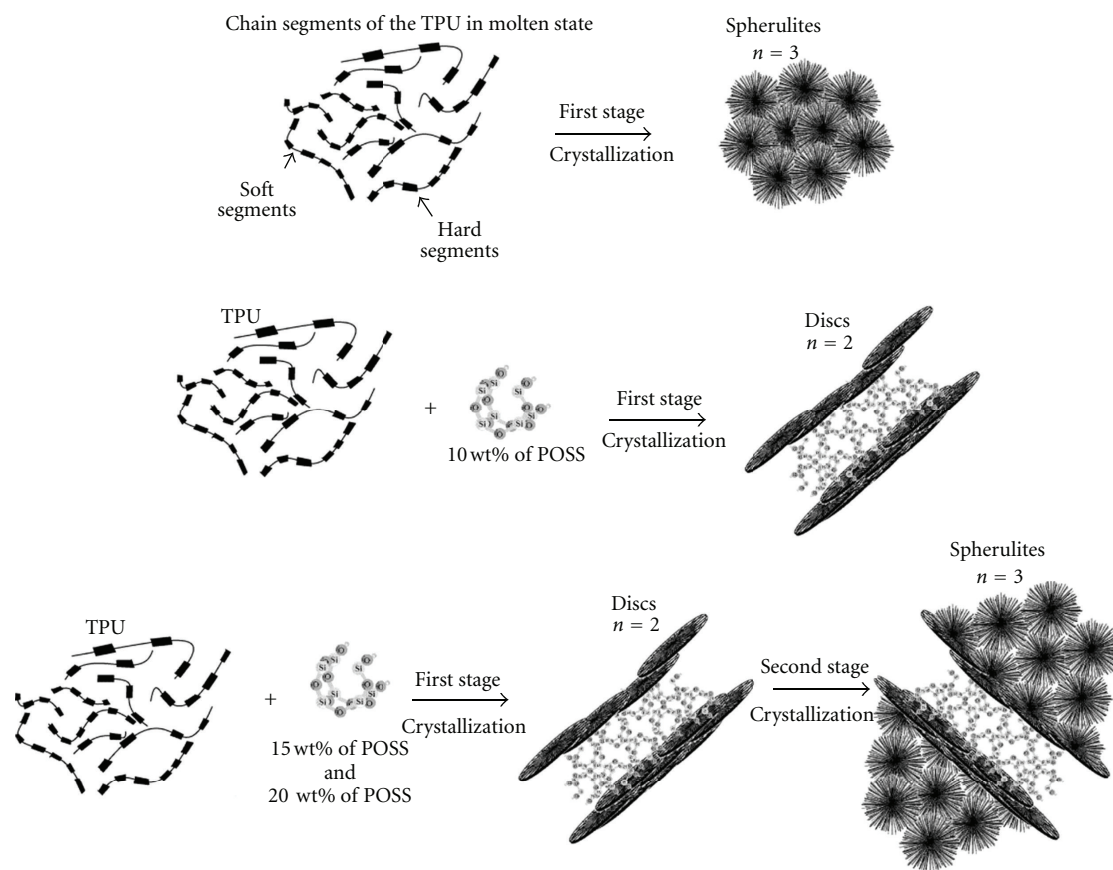 Chain segments of the TPU in molten state
Spherulites
n = 3
First stage
Crystallization
Soft
segments
Hard
segments
TPU
+
10 wt% of POSS
First stage
Crystallization
Discs
n = 2
TPU
+
15 wt% of POSS
and
20 wt% of POSS
First stage
Crystallization
Discs
n = 2
Second stage
Crystallization
Spherulites
n = 3